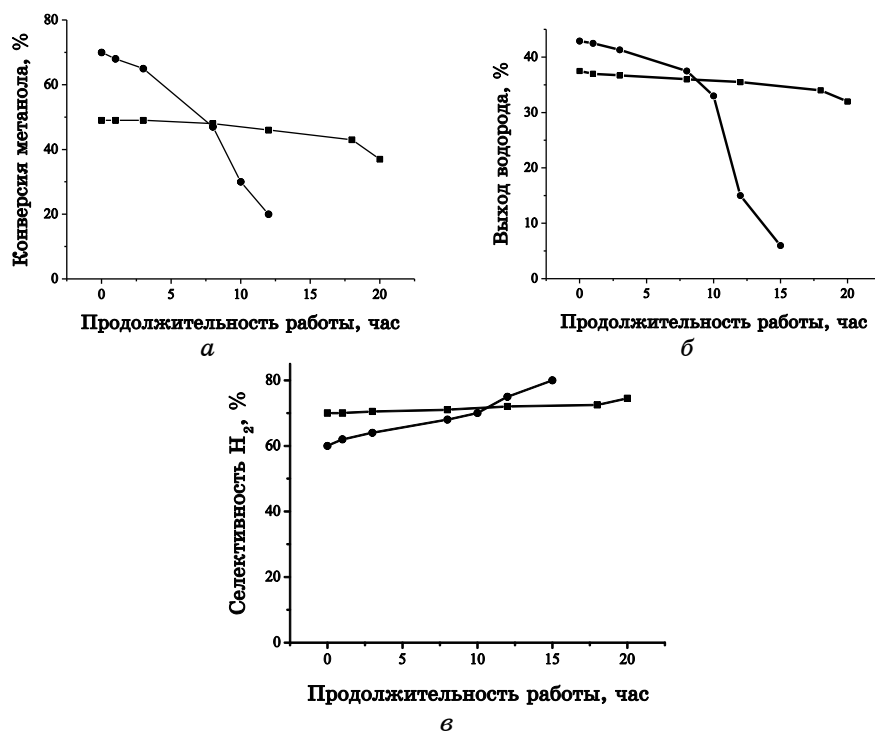 Конверсия метанола, %
80
60
40
20
0
0 5 10 15 20
Продолжительность работы, час
а
Выход водорода, %
40
30
20
10
0
0 5 10 15 20
Продолжительность работы, час
б
Селективность H₂, %
80
60
40
20
0
0 5 10 15 20
Продолжительность работы, час
в